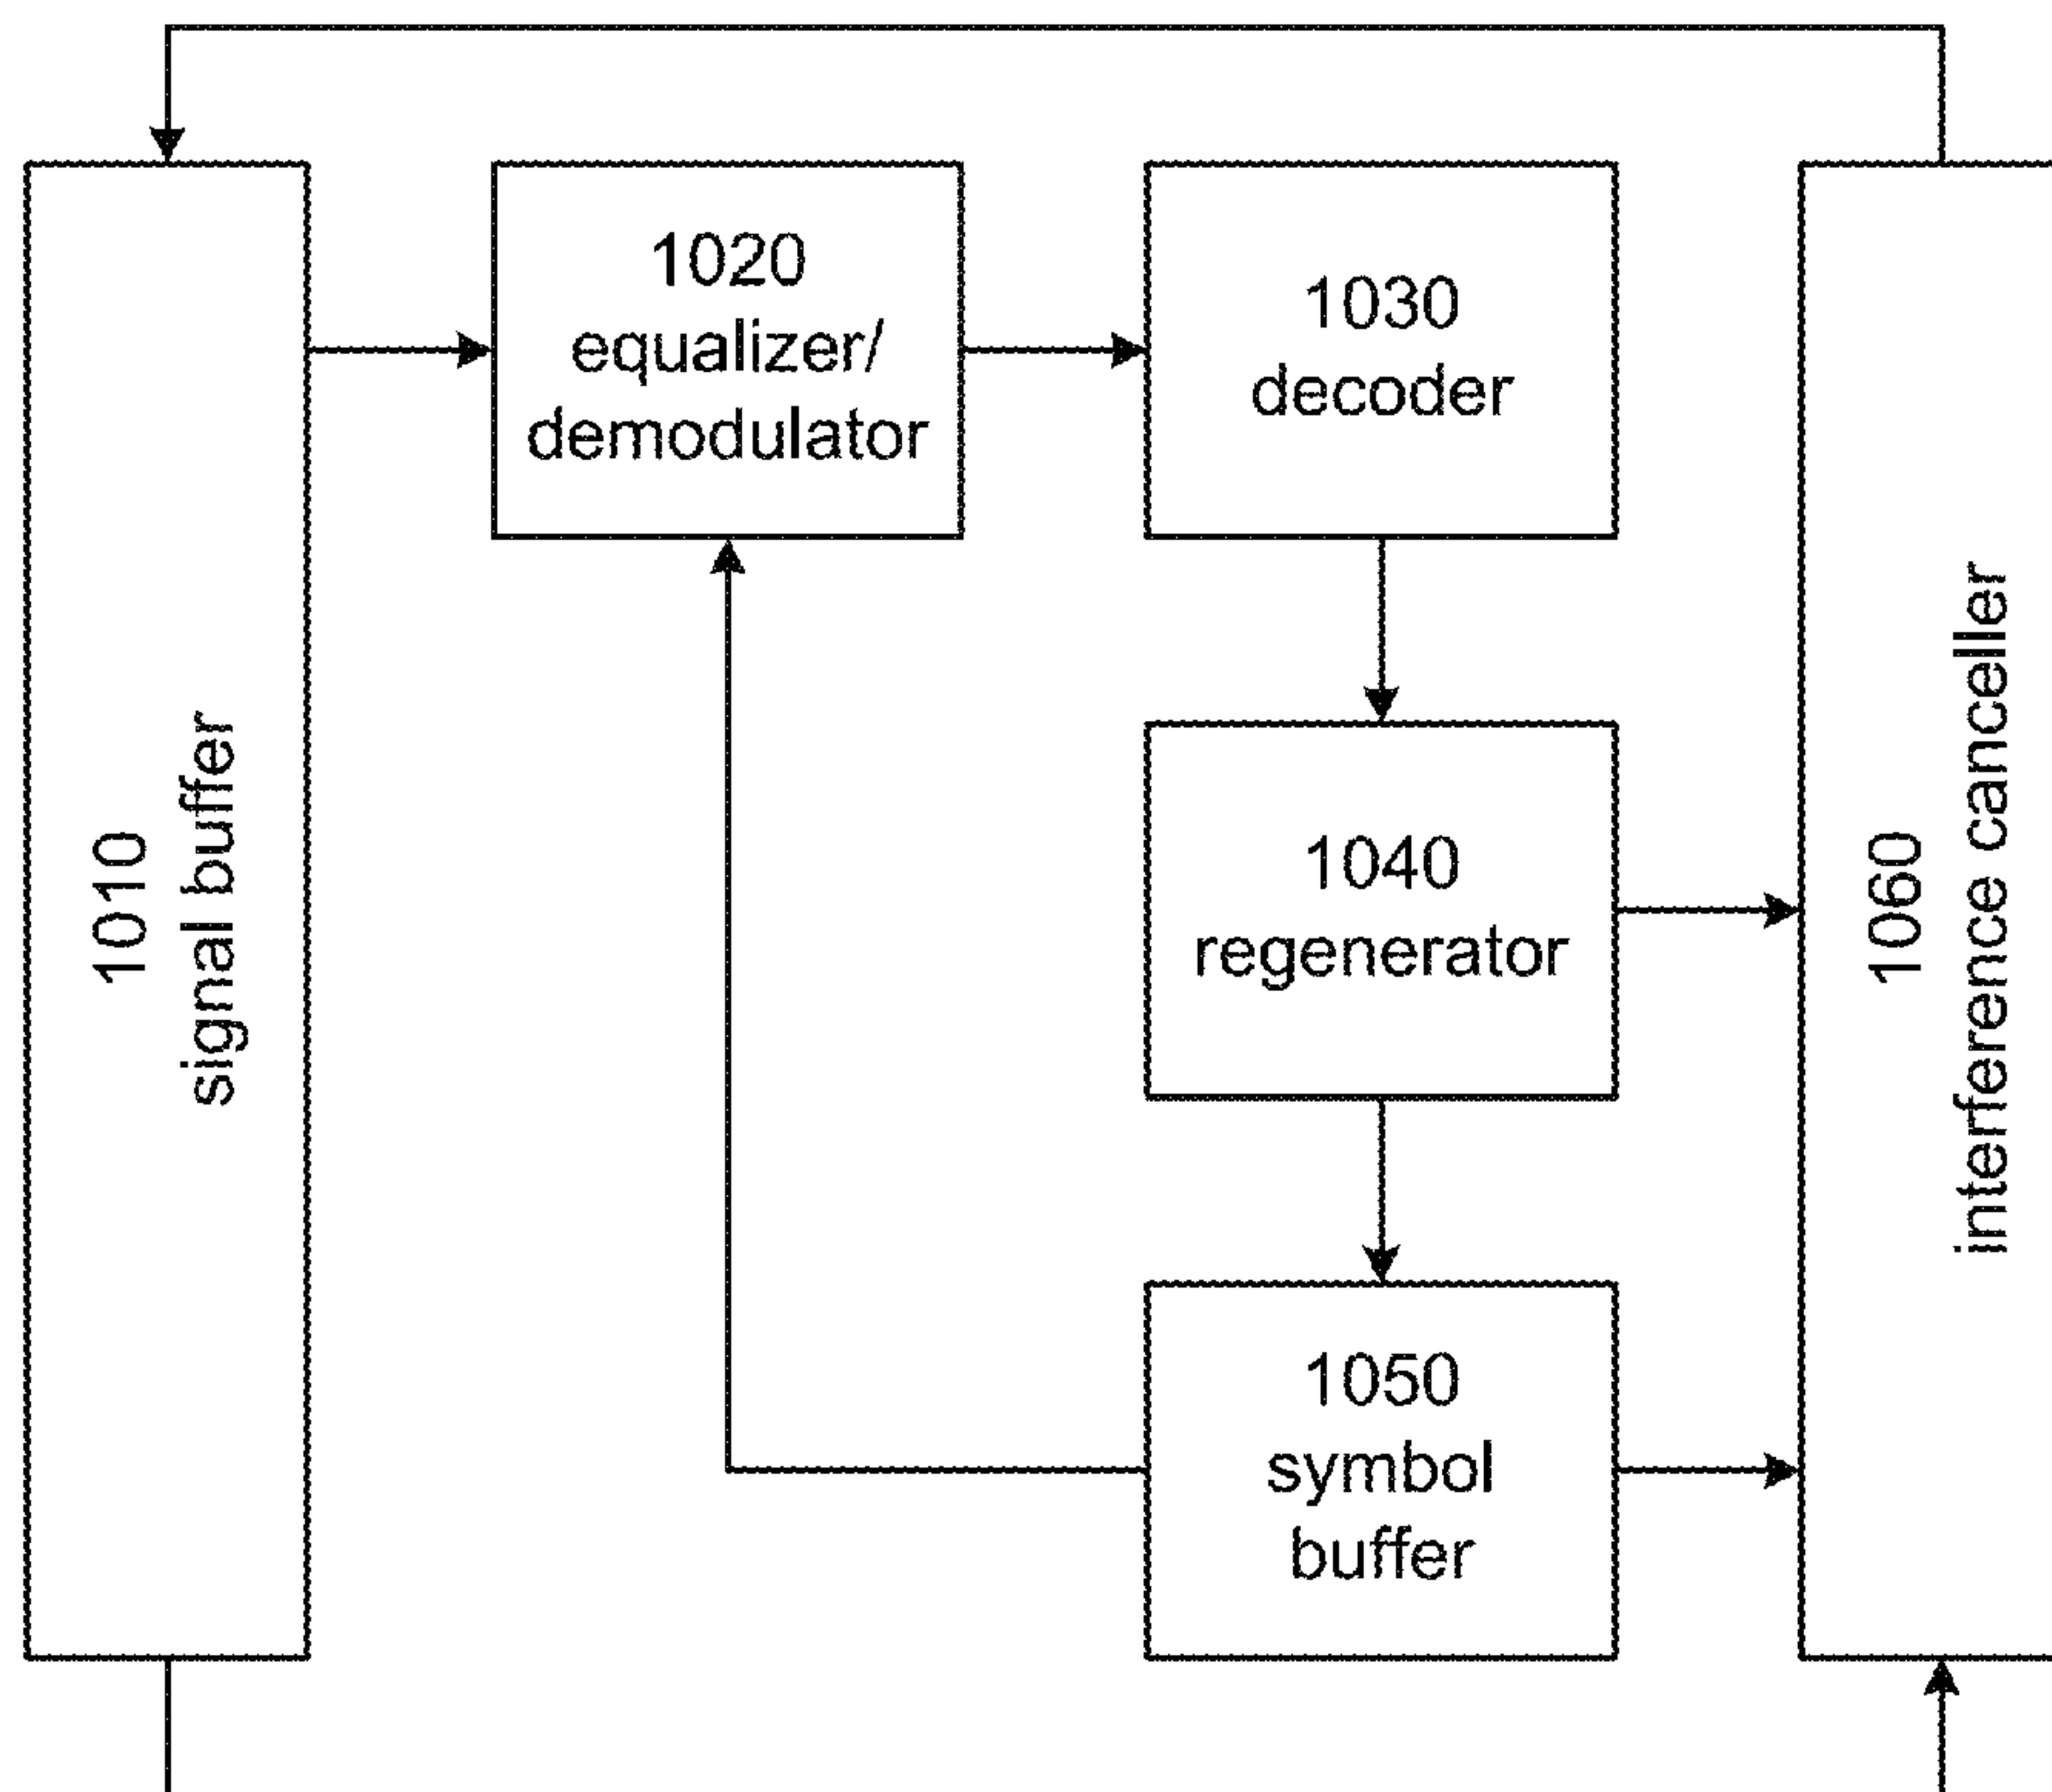 1010
signal buffer
1020
equalizer/
demodulator
1030
decoder
1040
regenerator
1050
symbol
buffer
1060
interference canceller